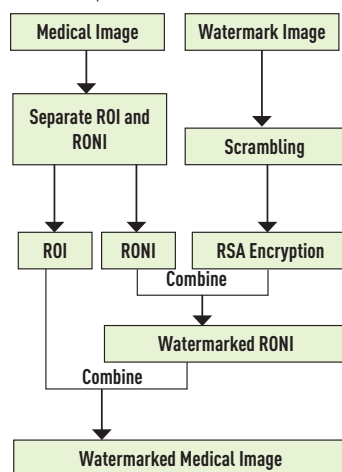 Medical Image
Watermark Image
Separate ROI and
RONI
Scrambling
ROI
RONI
RSA Encryption
Combine
Watermarked RONI
Combine
Watermarked Medical Image